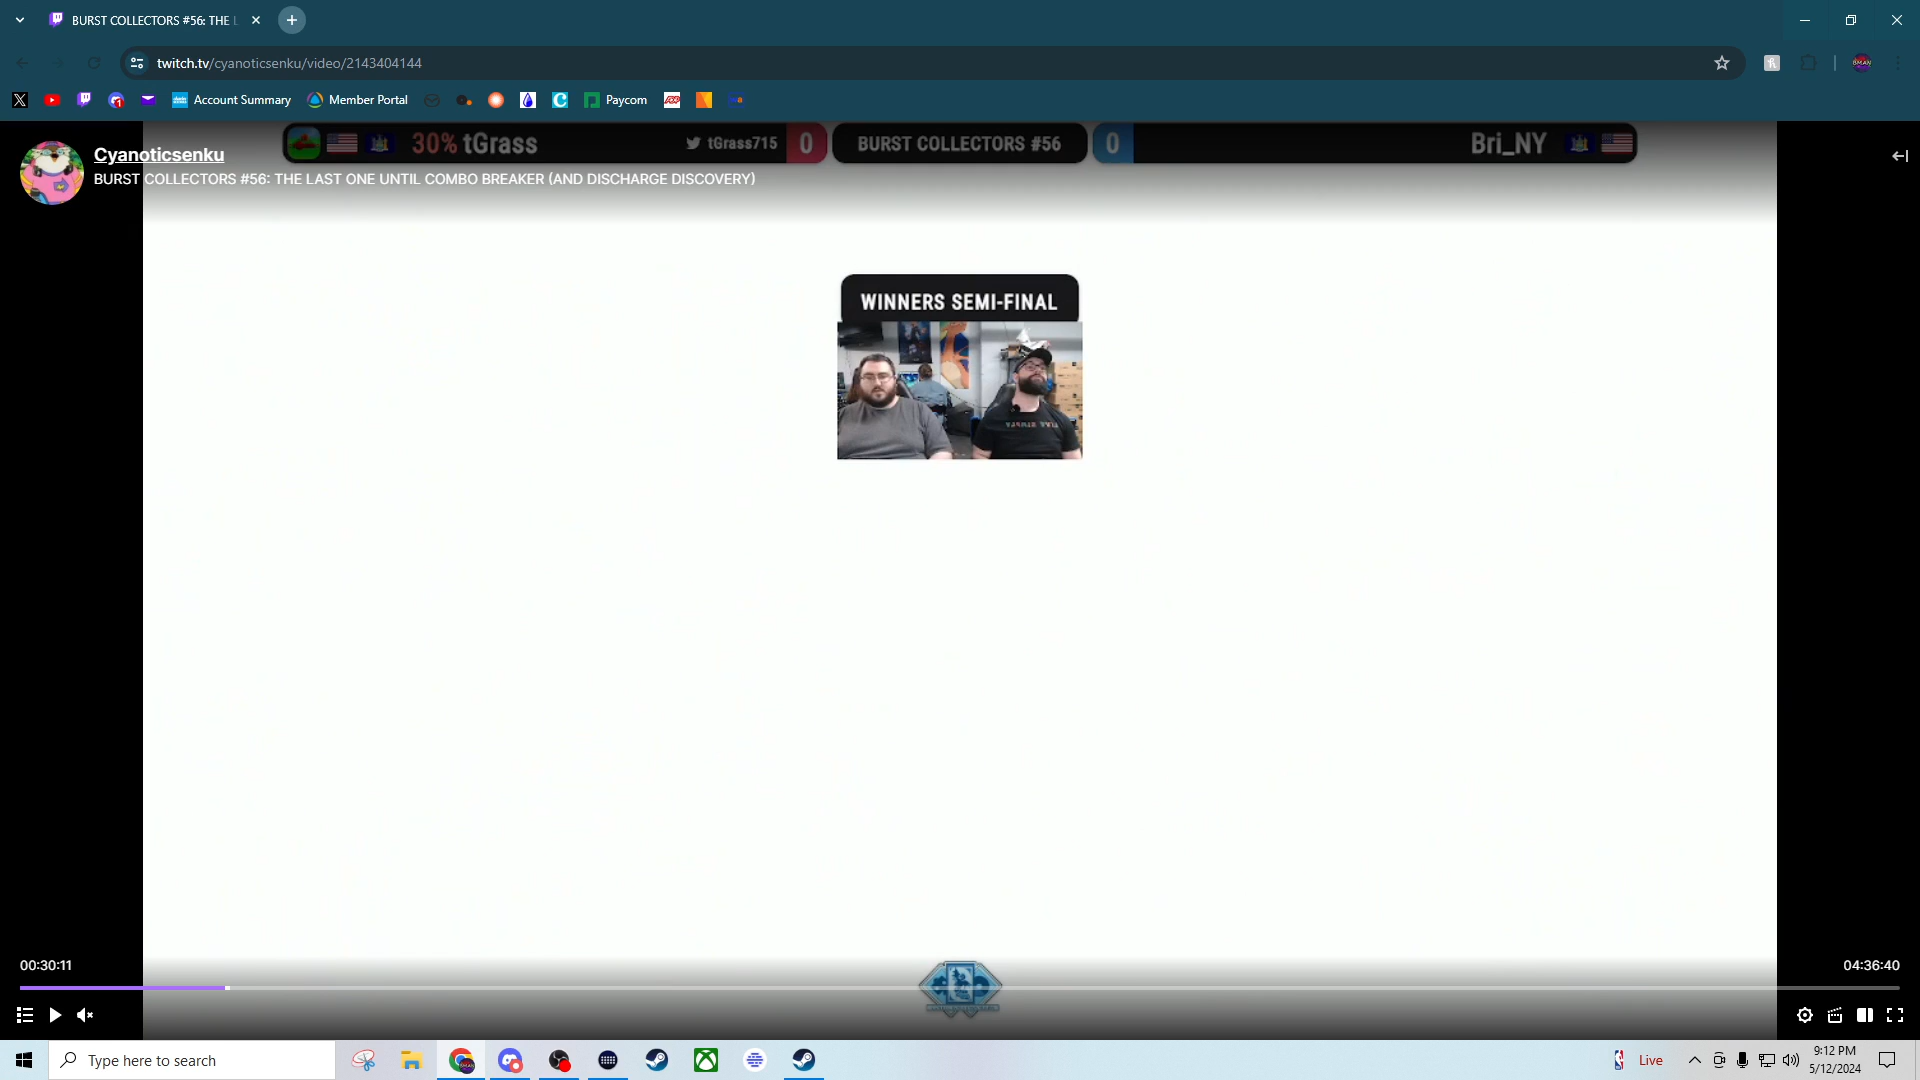 BURST COLLECTORS #56: THE L
twitch.tv/cyanoticsenku/video/2143404144
Account Summary
Member Portal
Paycom
Cyanoticsenku
BURST COLLECTORS #56: THE LAST ONE UNTIL COMBO BREAKER (AND DISCHARGE DISCOVERY)
30% tGrass
tGrass715
0
BURST COLLECTORS #56
0
Bri_NY
WINNERS SEMI-FINAL
00:30:11
04:36:40
Type here to search
Live
9:12 PM
5/12/2024